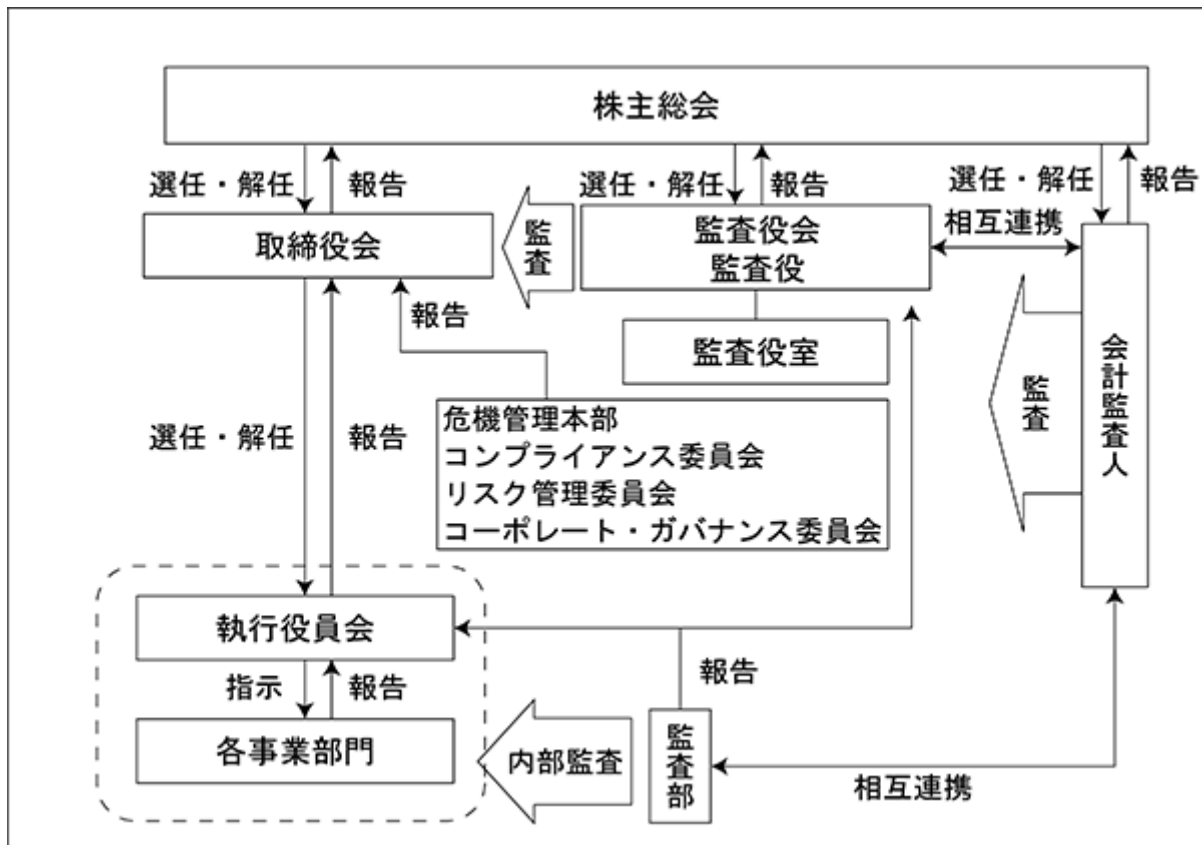 株主総会
選任・解任
報告
選任・解任
報告
選任・解任
報告
取締役会
監査
監査役会
監査役
相互連携
報告
監査役室
会計監査人
監査
選任・解任
報告
危機管理本部
コンプライアンス委員会
リスク管理委員会
コーポレート・ガバナンス委員会
執行役員会
指示
報告
報告
各事業部門
内部監査
監査部
相互連携